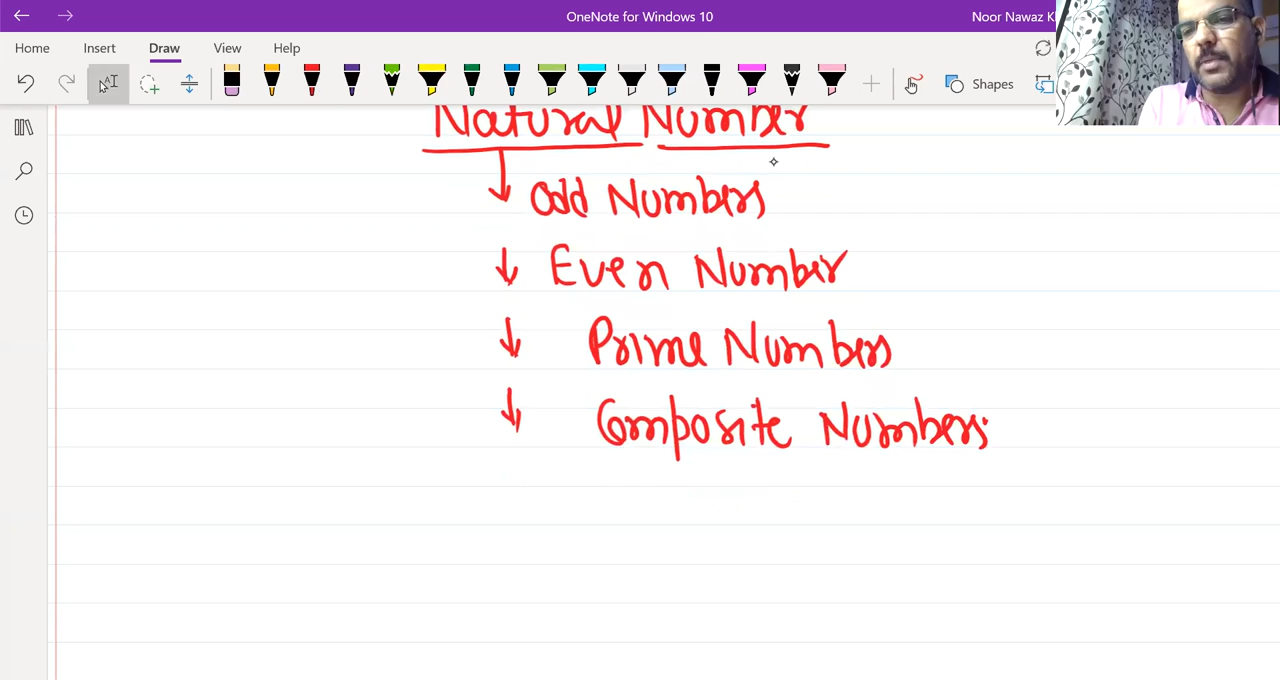 OneNote for Windows 10
Noor Nawaz K
Home Insert Draw View Help
Shapes
Natural Number
Odd Numbers
Even Number
Prime Numbers
Composite Numbers